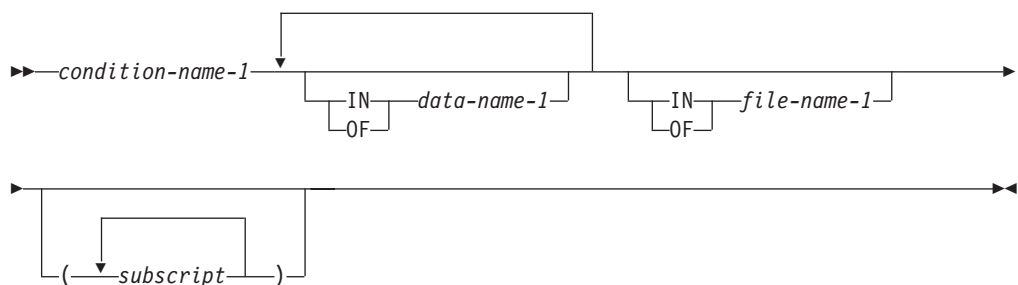 condition-name-1 IN data-name-1 IN file-name-1
OF OF
( subscript )